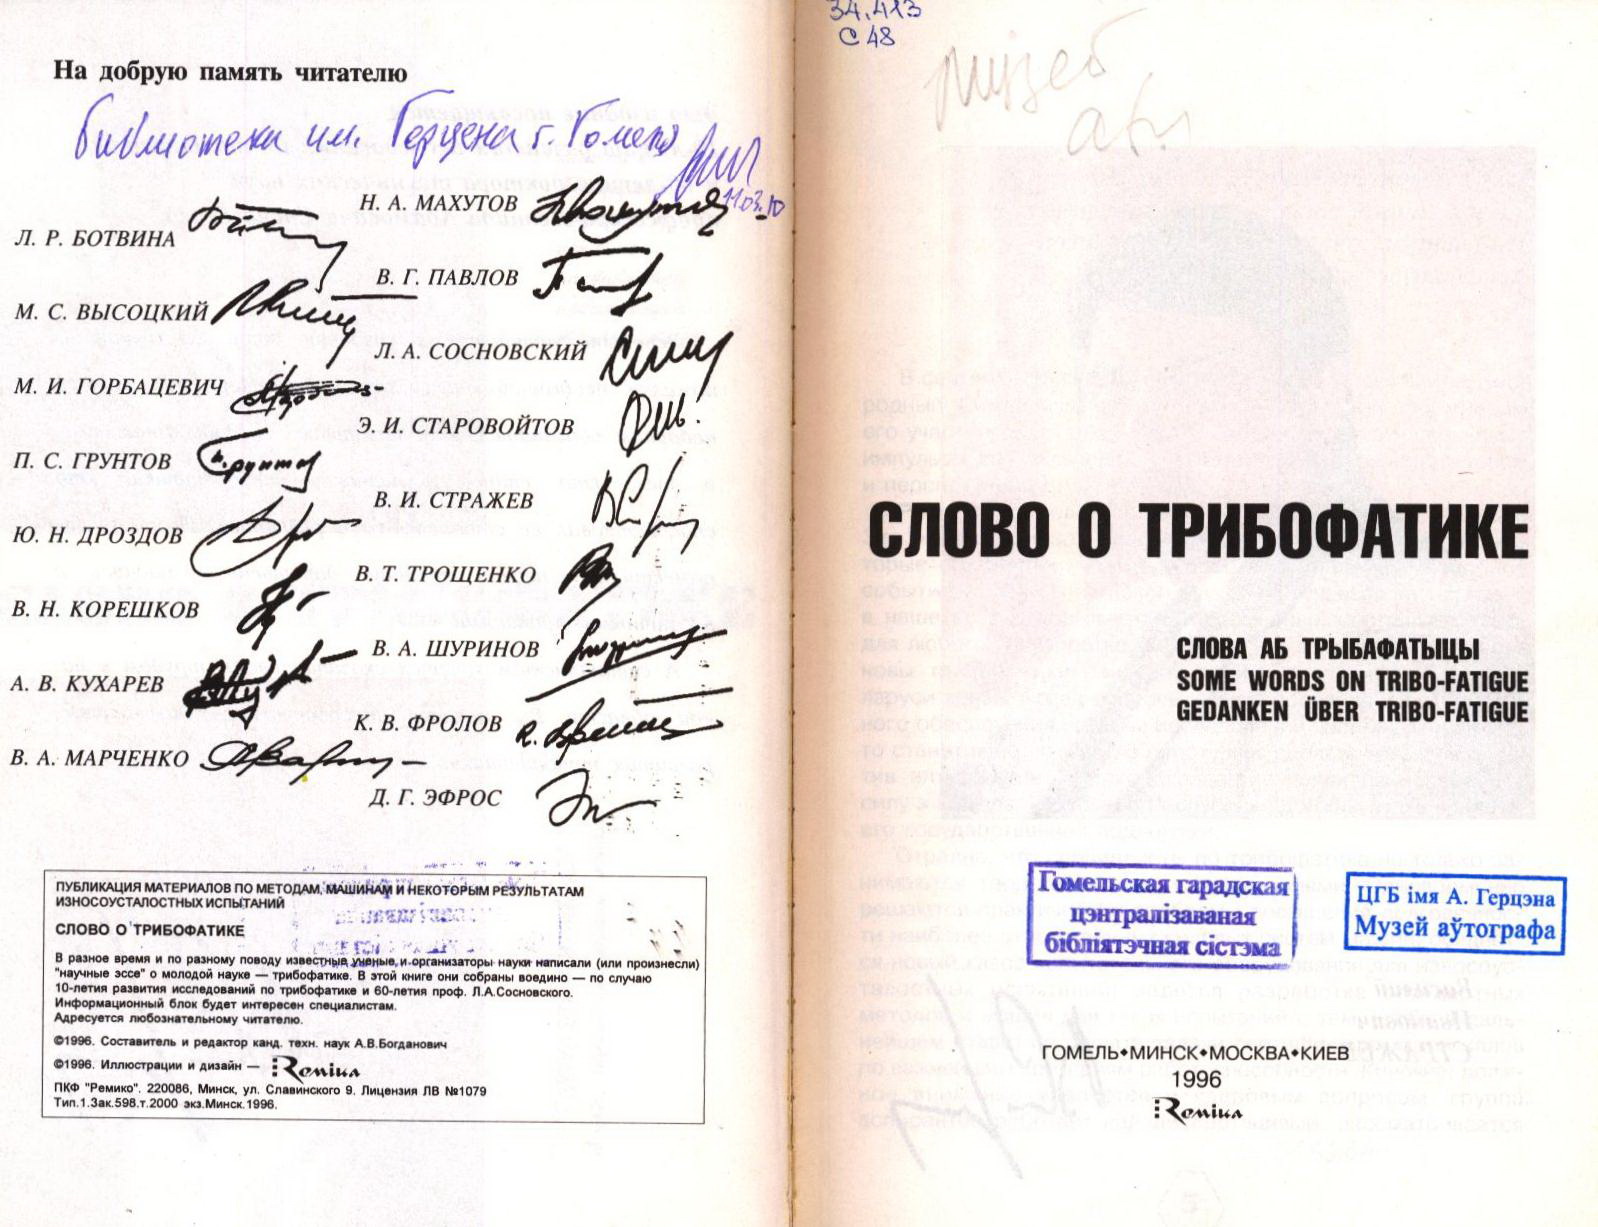 На добрую память читателю
библиотеки им. Герцена г. Гомеля
11.03.10
Л. Р. БОТВИНА
М. С. ВЫСОЦКИЙ
М. И. ГОРБАЦЕВИЧ
П. С. ГРУНТОВ
Ю. Н. ДРОЗДОВ
В. Н. КОРЕШКОВ
А. В. КУХАРЕВ
В. А. МАРЧЕНКО
Н. А. МАХУТОВ
В. Г. ПАВЛОВ
Л. А. СОСНОВСКИЙ
Э. И. СТАРОВОЙТОВ
В. И. СТРАЖЕВ
В. Т. ТРОЩЕНКО
В. А. ШУРИНОВ
К. В. ФРОЛОВ
Д. Г. ЭФРОС
ПУБЛИКАЦИЯ МАТЕРИАЛОВ ПО МЕТОДАМ, МАШИНАМ И НЕКОТОРЫМ РЕЗУЛЬТАТАМ
ИЗНОСОУСТАЛОСТНЫХ ИСПЫТАНИЙ
СЛОВО О ТРИБОФАТИКЕ
В разное время и по разному поводу известные ученые и организаторы науки написали (или произнесли)
"научные эссе" о молодой науке — трибофатике. В этой книге они собраны воедино — по случаю
10-летия развития исследований по трибофатике и 60-летия проф. Л.А.Сосновского.
Информационный блок будет интересен специалистам.
Адресуется любознательному читателю.
©1996. Составитель и редактор канд. техн. наук А.В.Богданович
©1996. Иллюстрации и дизайн — Remika
ПКФ "Ремико". 220086, Минск, ул. Славинского 9. Лицензия ЛВ №1079
Тип.1.Зак.598.т.2000 экз.Минск.1996.
34.413
С 48
музей
авт.
СЛОВО О ТРИБОФАТИКЕ
СЛОВА АБ ТРЫБАФАТЫЦЫ
SOME WORDS ON TRIBO-FATIGUE
GEDANKEN ÜBER TRIBO-FATIGUE
Гомельская гарадская
цэнтралізаваная
бібліятэчная сістэма
ЦГБ імя А. Герцэна
Музей аўтографа
ГОМЕЛЬ•МИНСК•МОСКВА•КИЕВ
1996
Remika